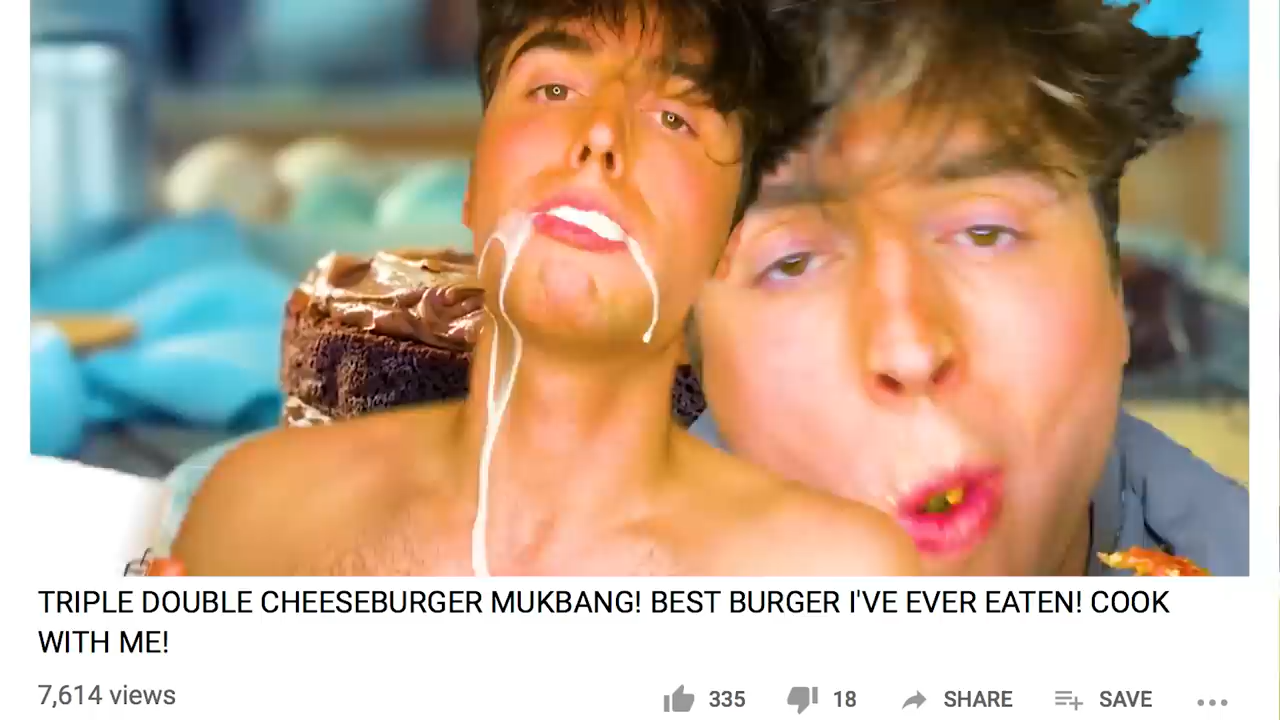 TRIPLE DOUBLE CHEESEBURGER MUKBANG! BEST BURGER I'VE EVER EATEN! COOK
WITH ME!
7,614 views 335 18 SHARE SAVE